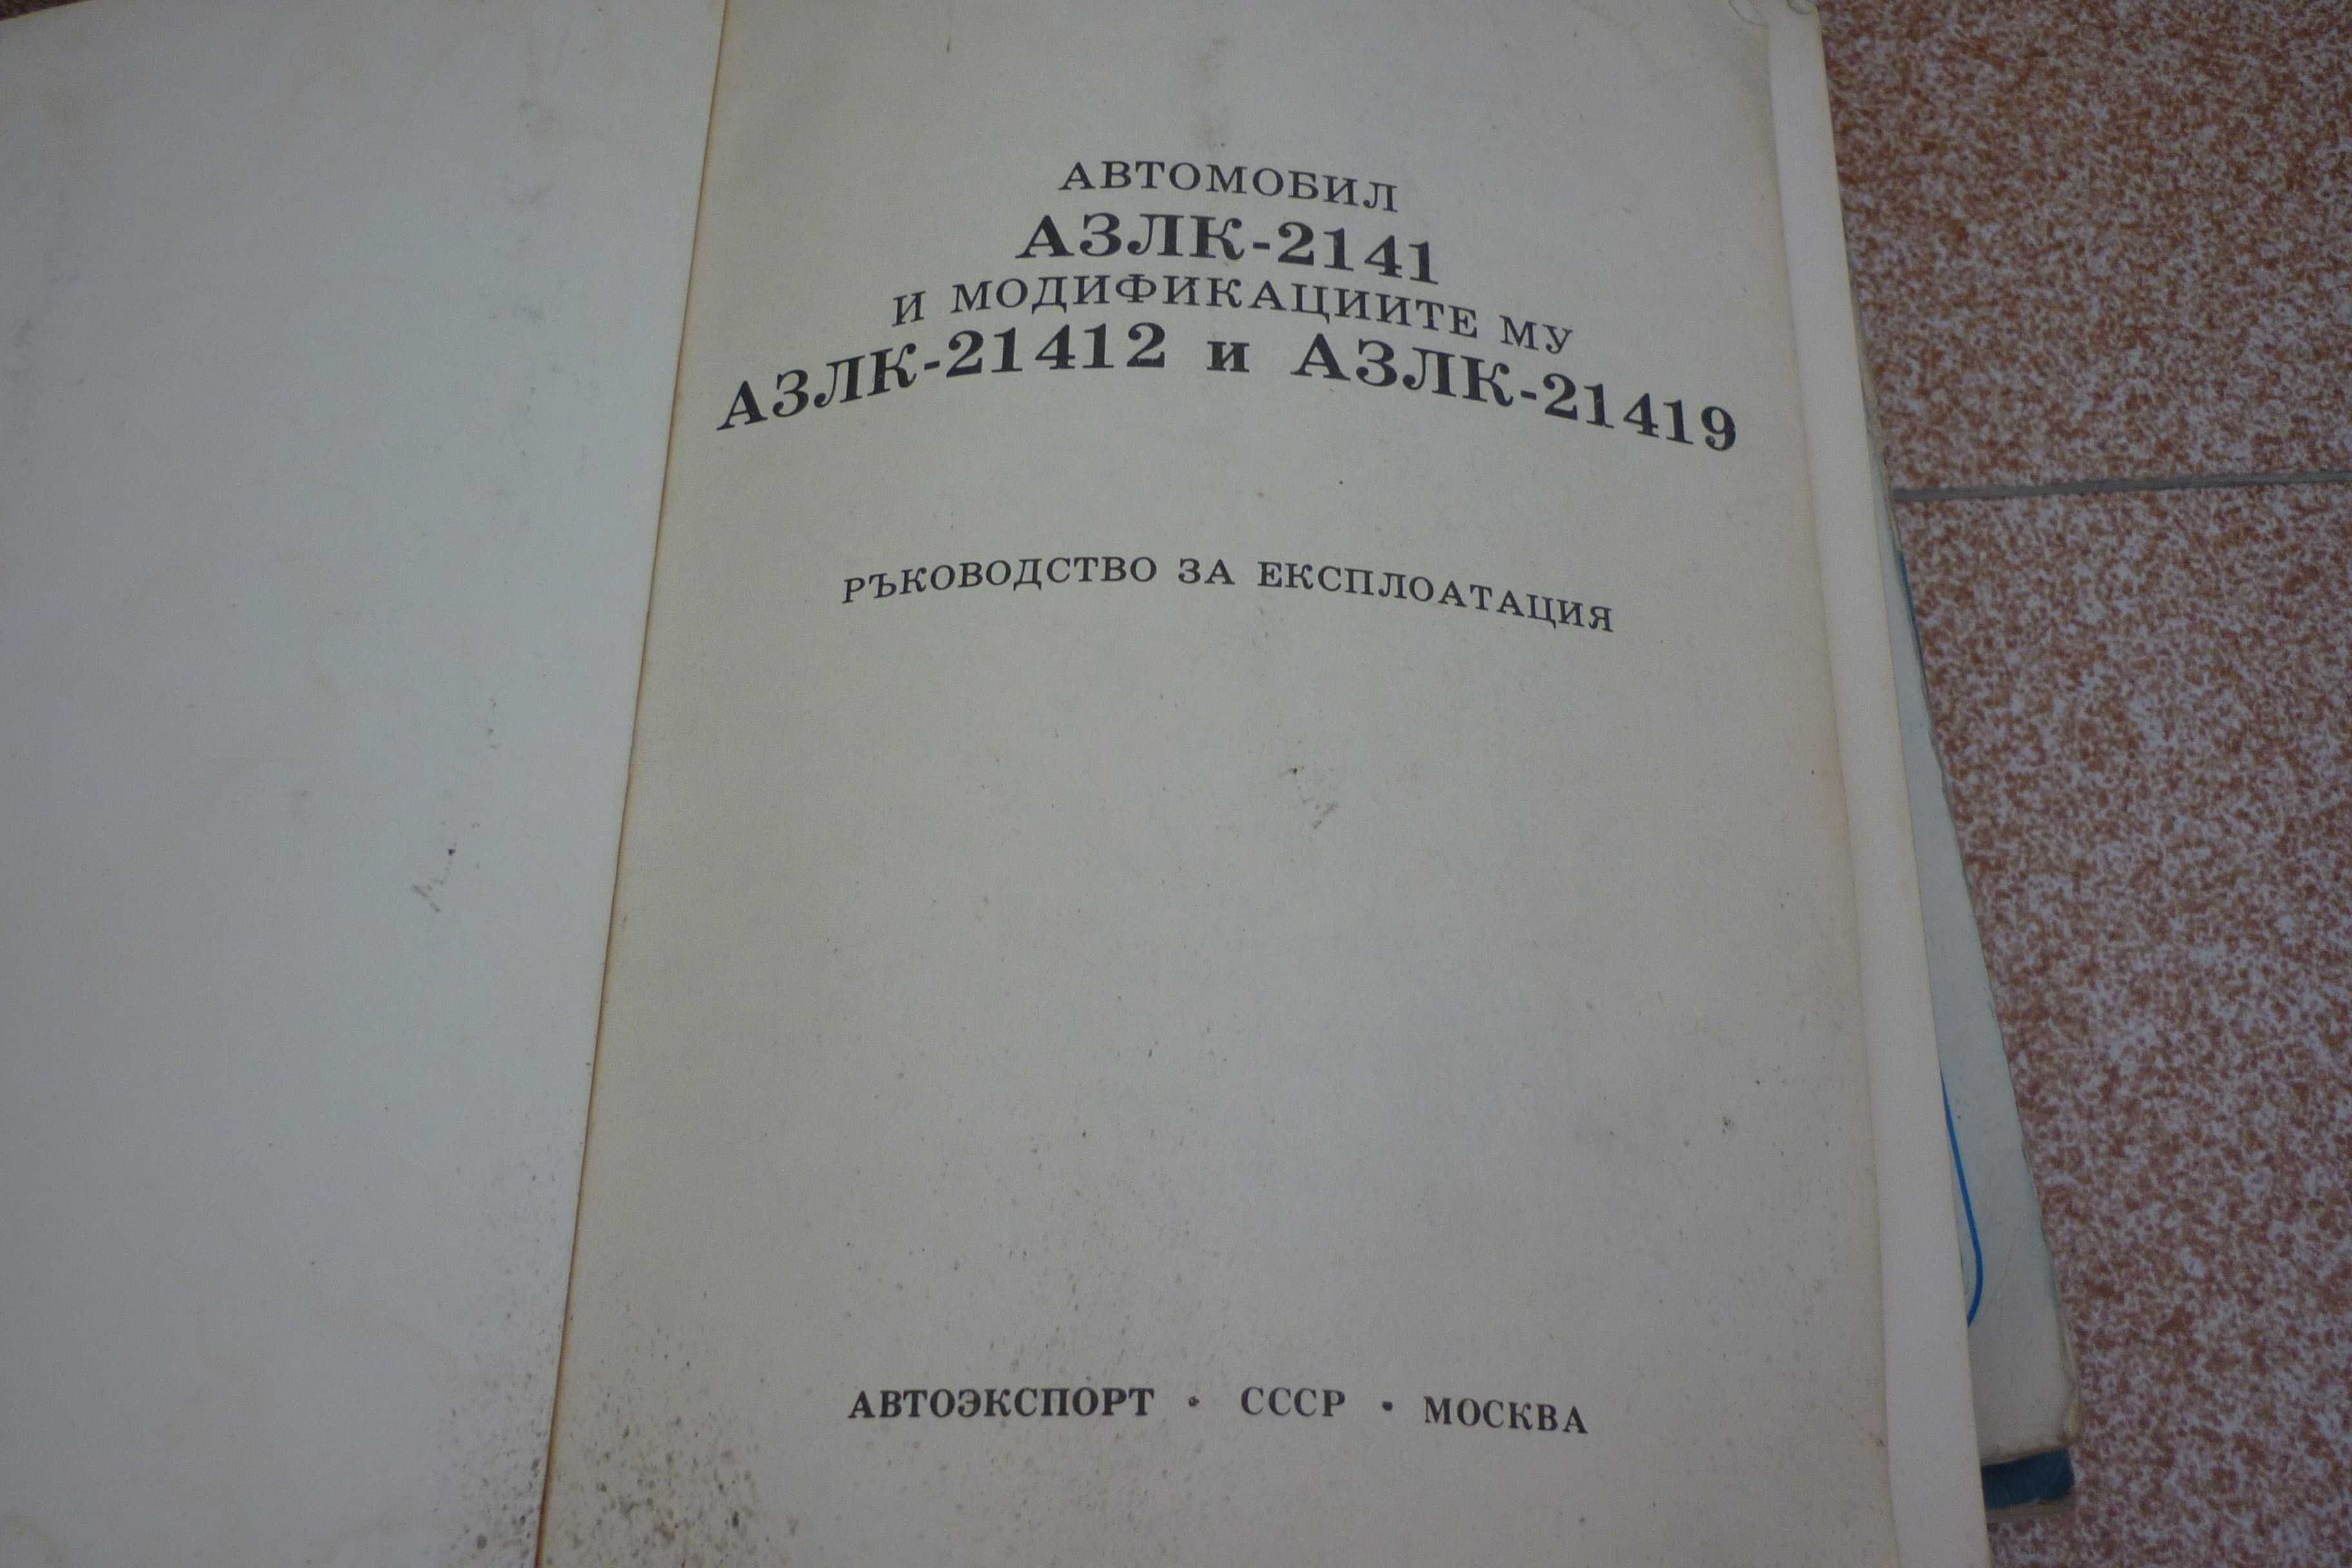 АВТОМОБИЛ
АЗЛК-2141
И МОДИФИКАЦИИТЕ МУ
АЗЛК-21412 и АЗЛК-21419
РЪКОВОДСТВО ЗА ЕКСПЛОАТАЦИЯ
АВТОЭКСПОРТ · СССР · МОСКВА